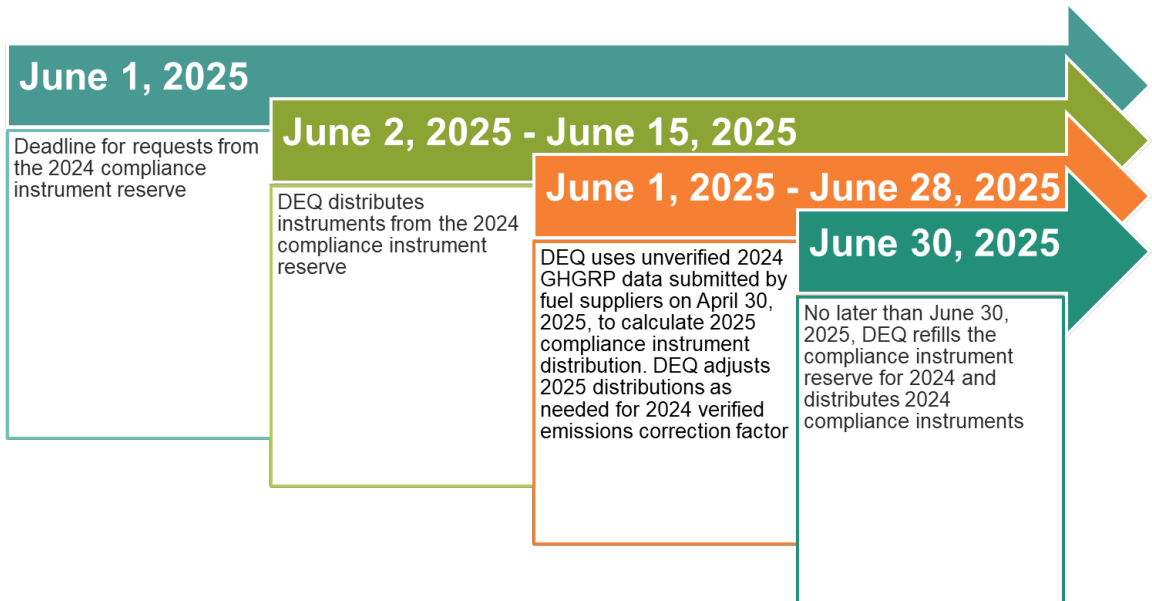 June 1, 2025
Deadline for requests from
the 2024 compliance
instrument reserve
June 2, 2025 - June 15, 2025
DEQ distributes
instruments from the 2024
compliance instrument
reserve
June 1, 2025 - June 28, 2025
DEQ uses unverified 2024
GHGRP data submitted by
fuel suppliers on April 30,
2025, to calculate 2025
compliance instrument
distribution. DEQ adjusts
2025 distributions as
needed for 2024 verified
emissions correction factor
June 30, 2025
No later than June 30,
2025, DEQ refills the
compliance instrument
reserve for 2024 and
distributes 2024
compliance instruments